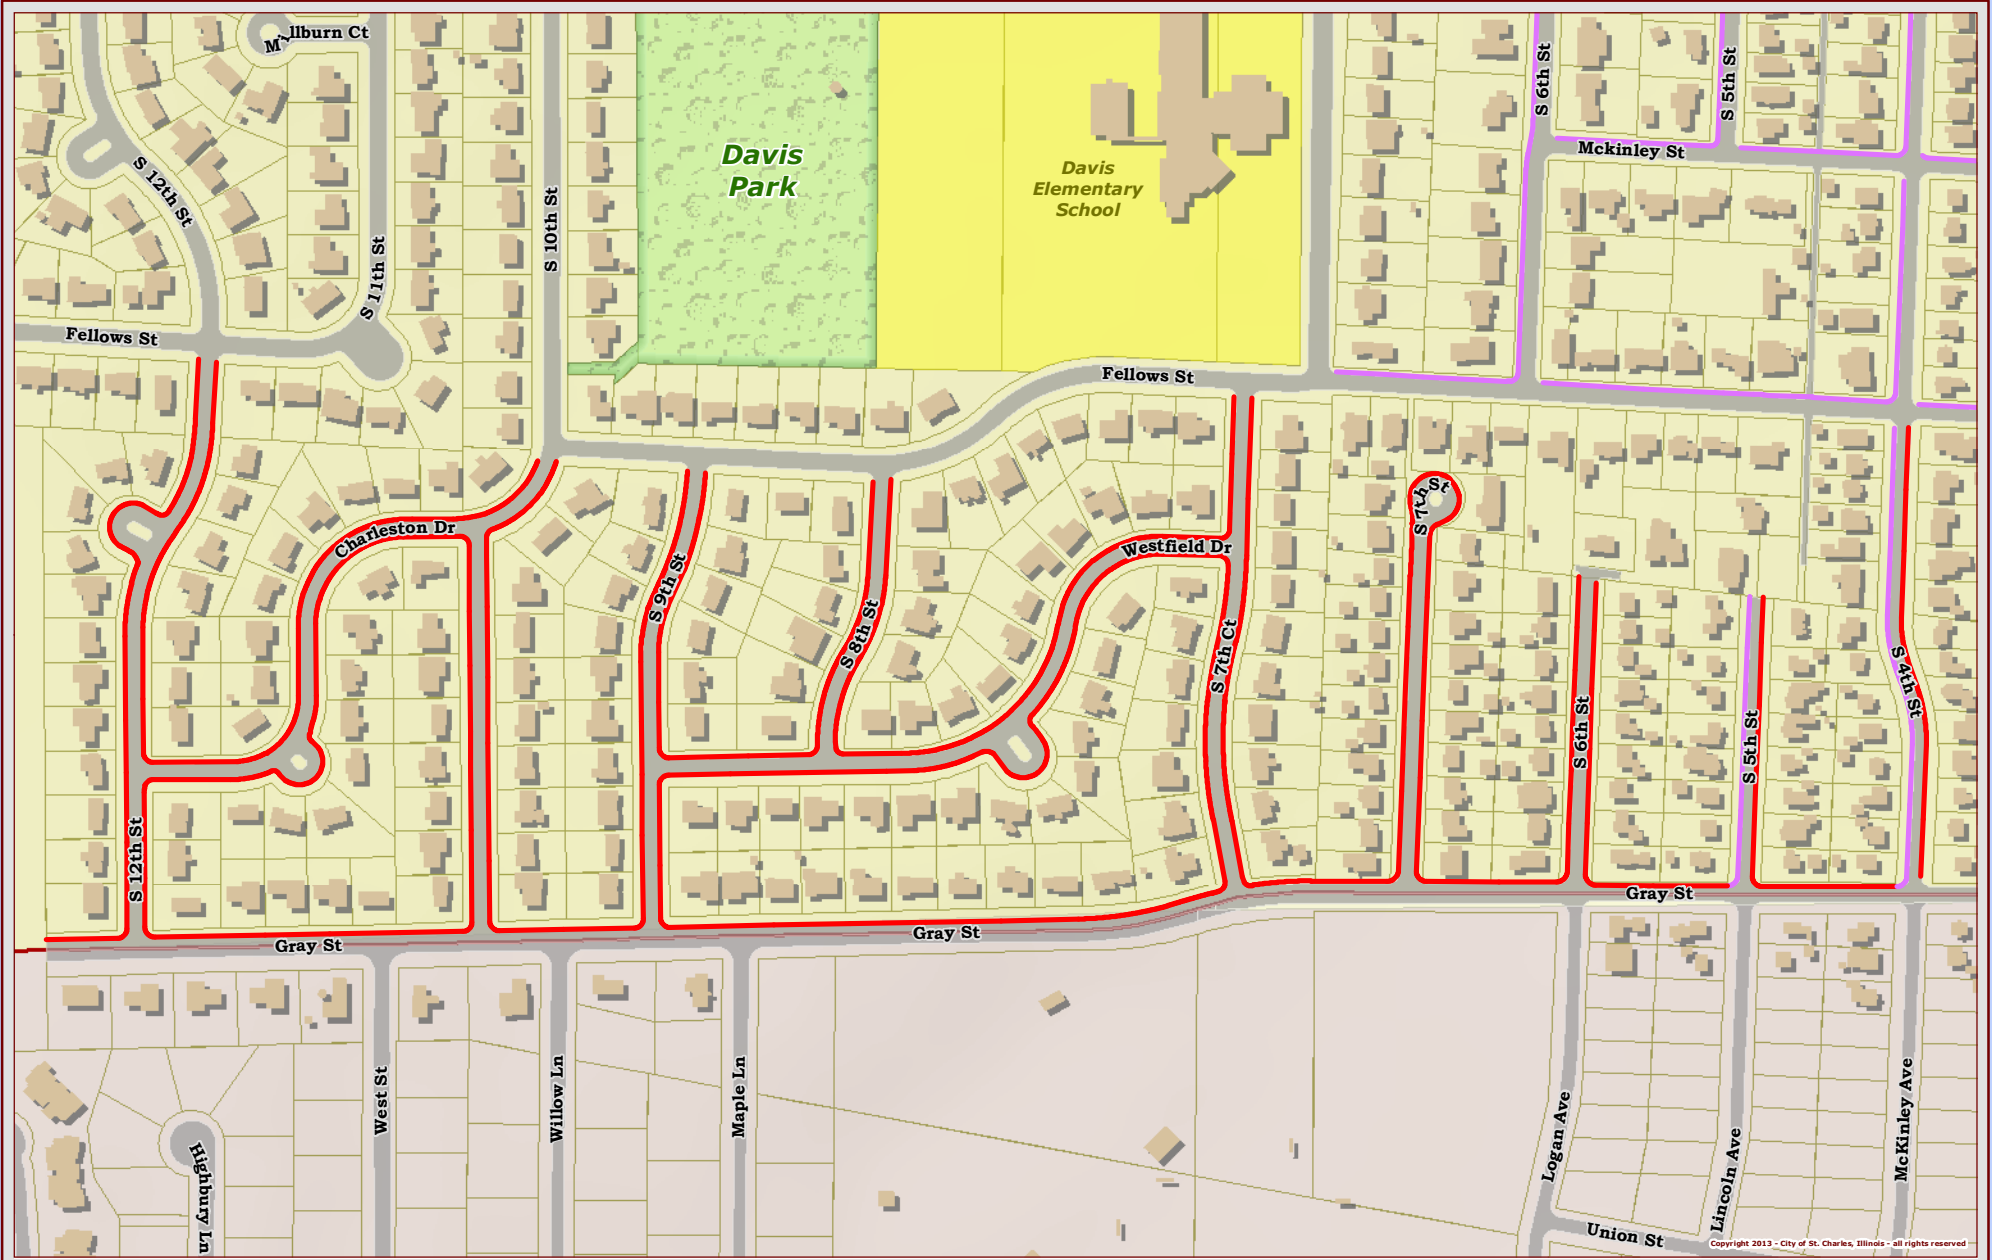 Millburn Ct
S 6th St
S 5th St
Mckinley St
Davis
Park
Davis
Elementary
School
S 12th St
S 10th St
S 11th St
Fellows St
Fellows St
S 7th St
Charleston Dr
Westfield Dr
S 9th St
S 8th St
S 7th Ct
S 4th St
S 6th St
S 5th St
S 12th St
Gray St
Gray St
Gray St
West St
Willow Ln
Maple Ln
Highbury Ln
Logan Ave
Lincoln Ave
McKinley Ave
Union St
Copyright 2013 - City of St. Charles, Illinois - all rights reserved